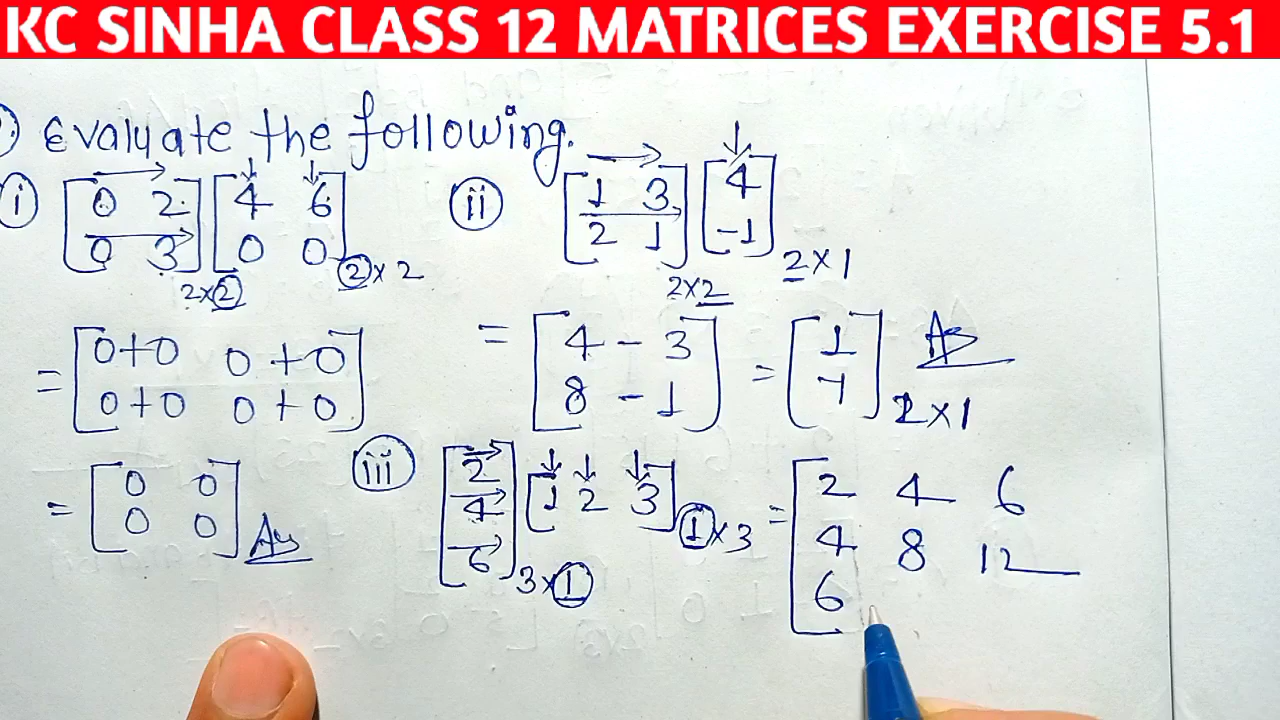 KC SINHA CLASS 12 MATRICES EXERCISE 5.1
Evaluate the following.
i [0 2
0 3] 2×2 [4 6
0 0] 2×2
= [0+0 0+0
0+0 0+0]
= [0 0
0 0] Ans
ii [1 3
2 1] 2×2 [4
-1] 2×1
= [4 - 3
8 - 1] = [1
7] 2×1 Ans
iii [2
4
6] 3×1 [1 2 3] 1×3 = [2 4 6
4 8 12
6